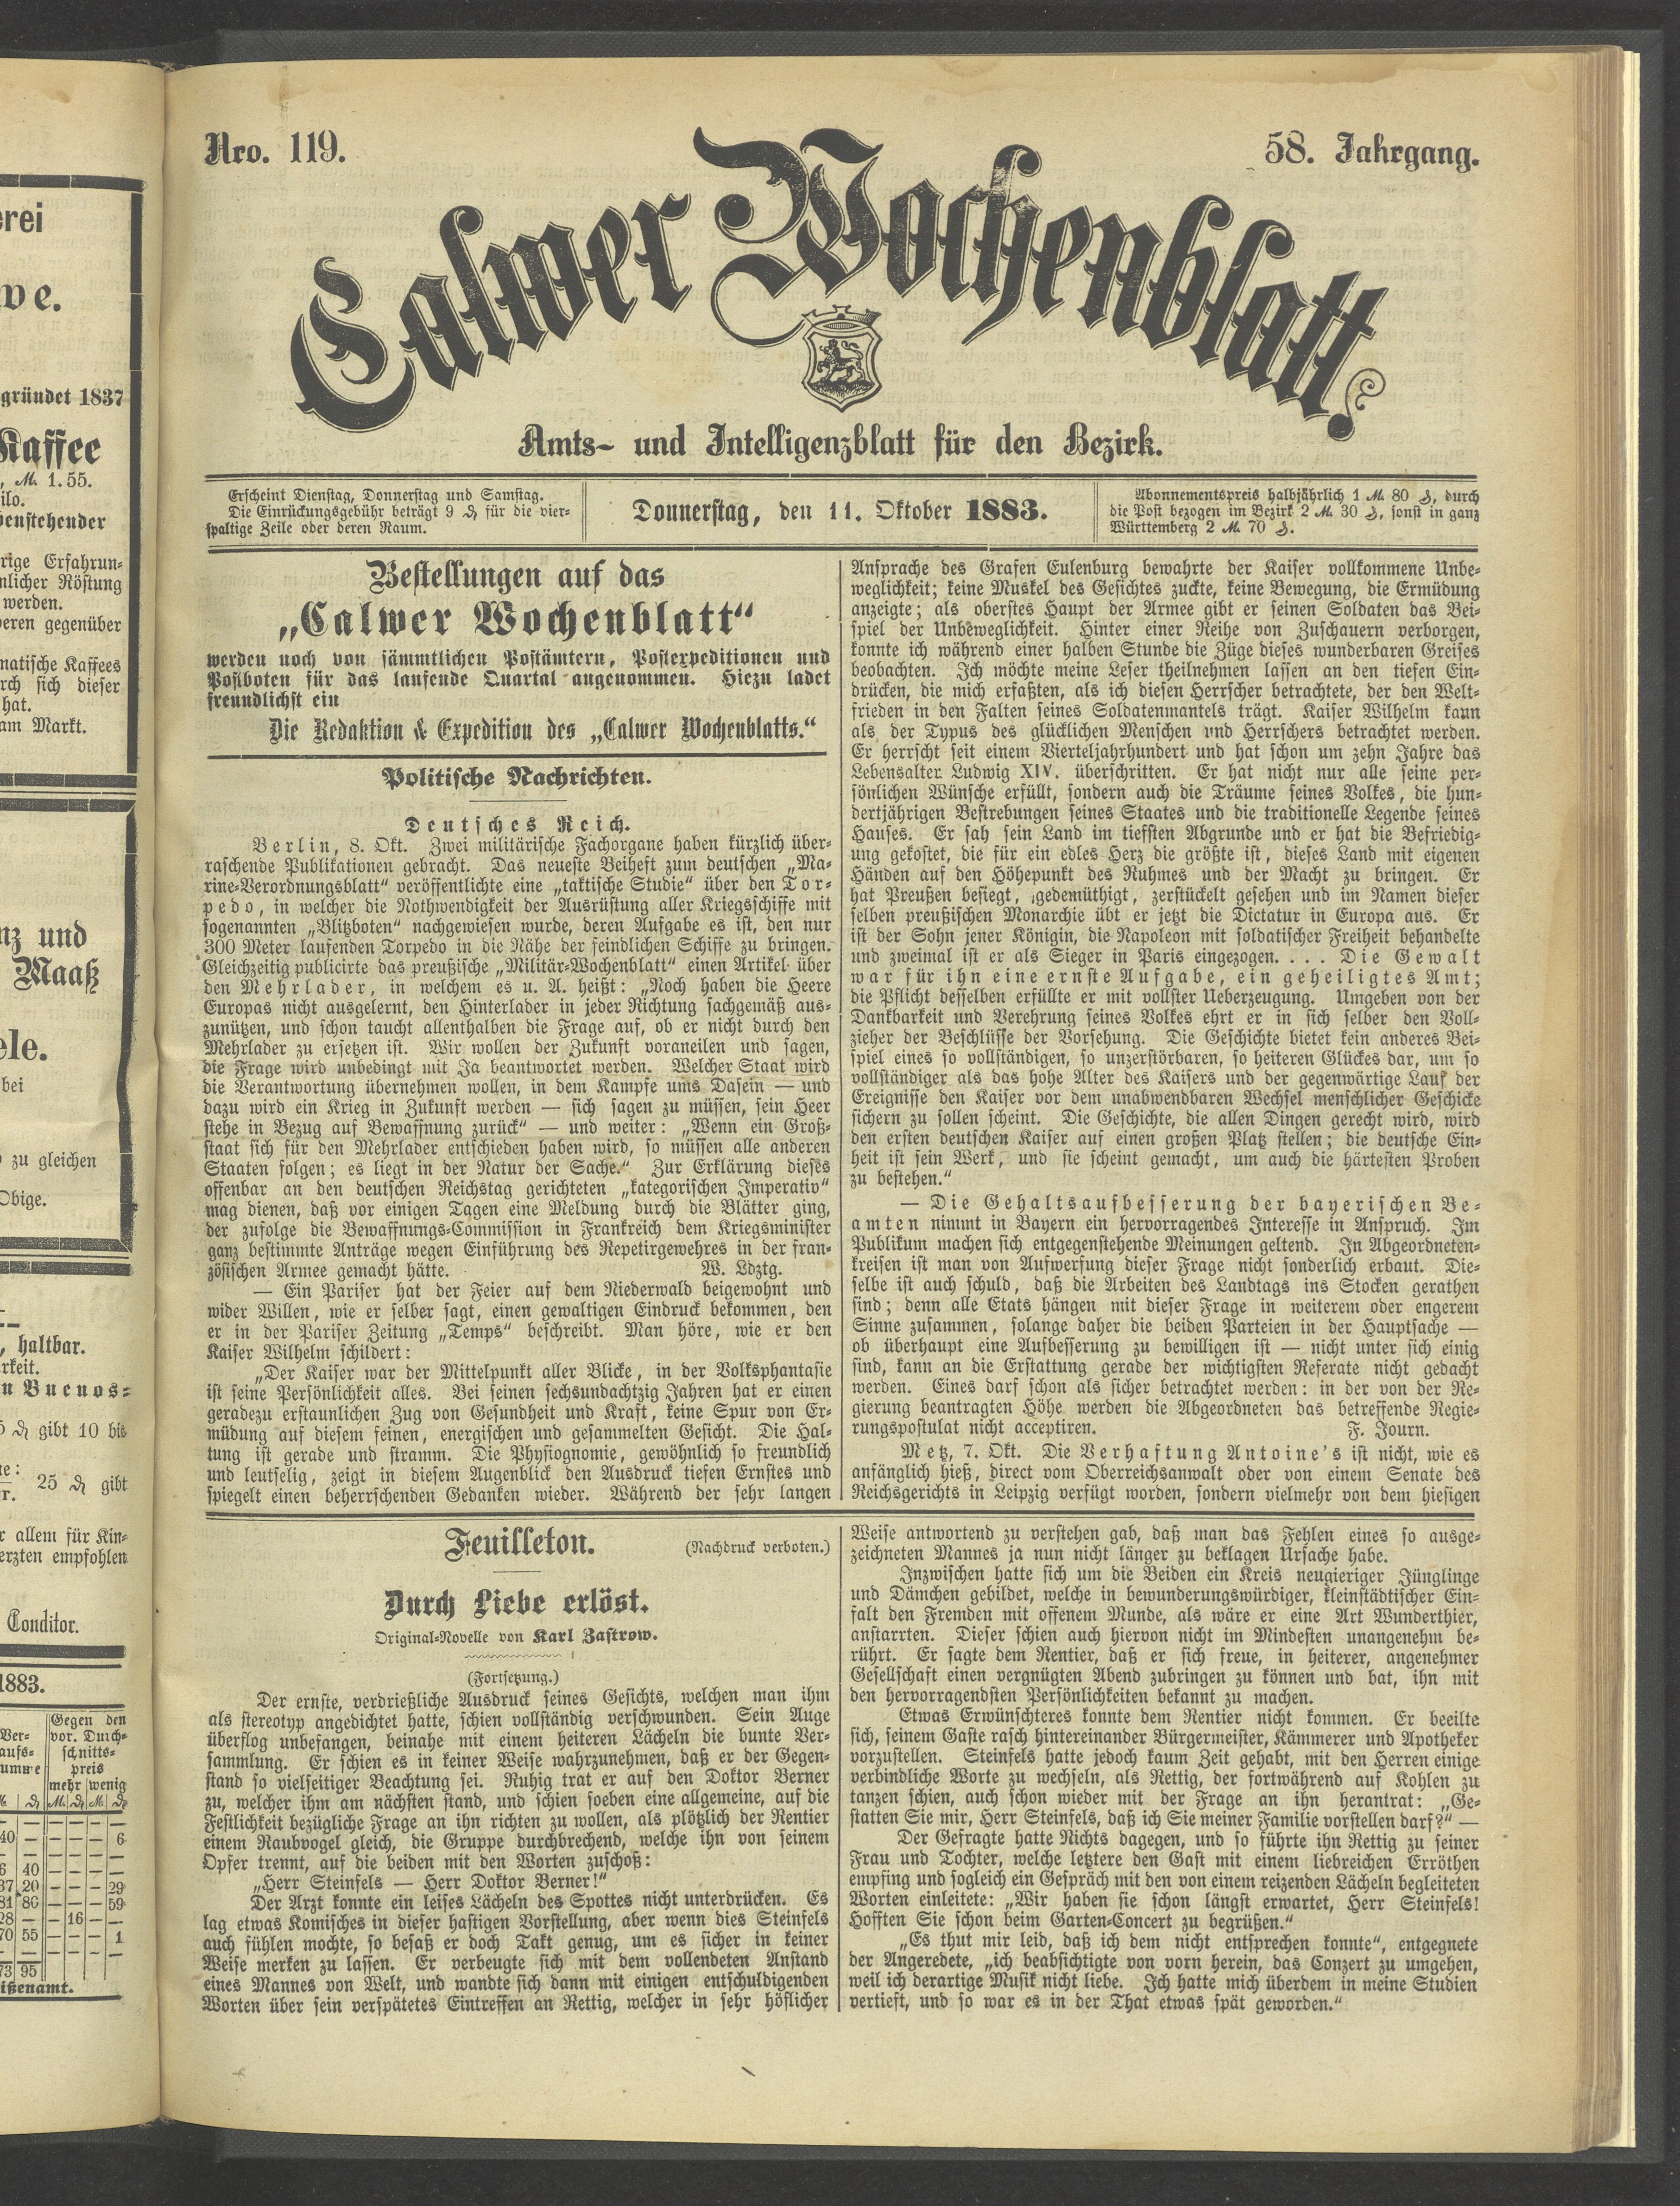 Nro. 119.
58. Jahrgang.
Calwer Wochenblatt.
Amts- und Intelligenzblatt für den Bezirk.
Erscheint Dienstag, Donnerstag und Samstag.
Die Einrückungsgebühr beträgt 9 ₰ für die vier-
spaltige Zeile oder deren Raum.
Donnerstag, den 11. Oktober 1883.
Abonnementspreis halbjährlich 1 M. 80 ₰, durch
die Post bezogen im Bezirk 2 M. 30 ₰, sonst in ganz
Württemberg 2 M. 70 ₰.
Bestellungen auf das
„Calwer Wochenblatt“
werden noch von sämmtlichen Postämtern, Postexpeditionen und
Postboten für das laufende Quartal angenommen. Hiezu ladet
freundlichst ein
Die Redaktion & Expedition des „Calwer Wochenblatts.“
Politische Nachrichten.
Deutsches Reich.
Berlin, 8. Okt. Zwei militärische Fachorgane haben kürzlich über-
raschende Publikationen gebracht. Das neueste Beiheft zum deutschen „Ma-
rine-Verordnungsblatt“ veröffentlichte eine „taktische Studie“ über den Tor-
pedo, in welcher die Nothwendigkeit der Ausrüstung aller Kriegsschiffe mit
sogenannten „Blitzboten“ nachgewiesen wurde, deren Aufgabe es ist, den nur
300 Meter laufenden Torpedo in die Nähe der feindlichen Schiffe zu bringen.
Gleichzeitig publicirte das preußische „Militär-Wochenblatt“ einen Artikel über
den Mehrlader, in welchem es u. A. heißt: „Noch haben die Heere
Europas nicht ausgelernt, den Hinterlader in jeder Richtung sachgemäß aus-
zunützen, und schon taucht allenthalben die Frage auf, ob er nicht durch den
Mehrlader zu ersetzen ist. Wir wollen der Zukunft voraneilen und sagen,
die Frage wird unbedingt mit Ja beantwortet werden. Welcher Staat wird
die Verantwortung übernehmen wollen, in dem Kampfe ums Dasein — und
dazu wird ein Krieg in Zukunft werden — sich sagen zu müssen, sein Heer
stehe in Bezug auf Bewaffnung zurück“ — und weiter: „Wenn ein Groß-
staat sich für den Mehrlader entschieden haben wird, so müssen alle anderen
Staaten folgen; es liegt in der Natur der Sache.“ Zur Erklärung dieses
offenbar an den deutschen Reichstag gerichteten „kategorischen Imperativ“
mag dienen, daß vor einigen Tagen eine Meldung durch die Blätter ging,
der zufolge die Bewaffnungs-Commission in Frankreich dem Kriegsminister
ganz bestimmte Anträge wegen Einführung des Repetirgewehres in der fran-
zösischen Armee gemacht hätte. W. Ldztg.
— Ein Pariser hat der Feier auf dem Niederwald beigewohnt und
wider Willen, wie er selber sagt, einen gewaltigen Eindruck bekommen, den
er in der Pariser Zeitung „Temps“ beschreibt. Man höre, wie er den
Kaiser Wilhelm schildert:
„Der Kaiser war der Mittelpunkt aller Blicke, in der Volksphantasie
ist seine Persönlichkeit alles. Bei seinen sechsundachtzig Jahren hat er einen
geradezu erstaunlichen Zug von Gesundheit und Kraft, keine Spur von Er-
müdung auf diesem feinen, energischen und gesammelten Gesicht. Die Hal-
tung ist gerade und stramm. Die Physiognomie, gewöhnlich so freundlich
und leutselig, zeigt in diesem Augenblick den Ausdruck tiefen Ernstes und
spiegelt einen beherrschenden Gedanken wieder. Während der sehr langen
Ansprache des Grafen Eulenburg bewahrte der Kaiser vollkommene Unbe-
weglichkeit; keine Muskel des Gesichtes zuckte, keine Bewegung, die Ermüdung
anzeigte; als oberstes Haupt der Armee gibt er seinen Soldaten das Bei-
spiel der Unbeweglichkeit. Hinter einer Reihe von Zuschauern verborgen,
konnte ich während einer halben Stunde die Züge dieses wunderbaren Greises
beobachten. Ich möchte meine Leser theilnehmen lassen an den tiefen Ein-
drücken, die mich erfaßten, als ich diesen Herrscher betrachtete, der den Welt-
frieden in den Falten seines Soldatenmantels trägt. Kaiser Wilhelm kann
als der Typus des glücklichen Menschen und Herrschers betrachtet werden.
Er herrscht seit einem Vierteljahrhundert und hat schon um zehn Jahre das
Lebensalter Ludwig XIV. überschritten. Er hat nicht nur alle seine per-
sönlichen Wünsche erfüllt, sondern auch die Träume seines Volkes, die hun-
dertjährigen Bestrebungen seines Staates und die traditionelle Legende seines
Hauses. Er sah sein Land im tiefsten Abgrunde und er hat die Befriedig-
ung gekostet, die für ein edles Herz die größte ist, dieses Land mit eigenen
Händen auf den Höhepunkt des Ruhmes und der Macht zu bringen. Er
hat Preußen besiegt, gedemüthigt, zerstückelt gesehen und im Namen dieser
selben preußischen Monarchie übt er jetzt die Dictatur in Europa aus. Er
ist der Sohn jener Königin, die Napoleon mit soldatischer Freiheit behandelte
und zweimal ist er als Sieger in Paris eingezogen. . . . Die Gewalt
war für ihn eine ernste Aufgabe, ein geheiligtes Amt;
die Pflicht desselben erfüllte er mit vollster Ueberzeugung. Umgeben von der
Dankbarkeit und Verehrung seines Volkes ehrt er in sich selber den Voll-
zieher der Beschlüsse der Vorsehung. Die Geschichte bietet kein anderes Bei-
spiel eines so vollständigen, so unzerstörbaren, so heiteren Glückes dar, um so
vollständiger als das hohe Alter des Kaisers und der gegenwärtige Lauf der
Ereignisse den Kaiser vor dem unabwendbaren Wechsel menschlicher Geschicke
sichern zu sollen scheint. Die Geschichte, die allen Dingen gerecht wird, wird
den ersten deutschen Kaiser auf einen großen Platz stellen; die deutsche Ein-
heit ist sein Werk, und sie scheint gemacht, um auch die härtesten Proben
zu bestehen.“
— Die Gehaltsaufbesserung der bayerischen Be-
amten nimmt in Bayern ein hervorragendes Interesse in Anspruch. Im
Publikum machen sich entgegenstehende Meinungen geltend. In Abgeordneten-
kreisen ist man von Aufwerfung dieser Frage nicht sonderlich erbaut. Die-
selbe ist auch schuld, daß die Arbeiten des Landtags ins Stocken gerathen
sind; denn alle Etats hängen mit dieser Frage in weiterem oder engerem
Sinne zusammen, solange daher die beiden Parteien in der Hauptsache —
ob überhaupt eine Aufbesserung zu bewilligen ist — nicht unter sich einig
sind, kann an die Erstattung gerade der wichtigsten Referate nicht gedacht
werden. Eines darf schon als sicher betrachtet werden: in der von der Re-
gierung beantragten Höhe werden die Abgeordneten das betreffende Regie-
rungspostulat nicht acceptiren. F. Journ.
Metz, 7. Okt. Die Verhaftung Antoine's ist nicht, wie es
anfänglich hieß, direct vom Oberreichsanwalt oder von einem Senate des
Reichsgerichts in Leipzig verfügt worden, sondern vielmehr von dem hiesigen
Feuilleton.
(Nachdruck verboten.)
Durch Liebe erlöst.
Original-Novelle von Karl Zastrow.
(Fortsetzung.)
Der ernste, verdrießliche Ausdruck seines Gesichts, welchen man ihm
als stereotyp angedichtet hatte, schien vollständig verschwunden. Sein Auge
überflog unbefangen, beinahe mit einem heiteren Lächeln die bunte Ver-
sammlung. Er schien es in keiner Weise wahrzunehmen, daß er der Gegen-
stand so vielseitiger Beachtung sei. Ruhig trat er auf den Doktor Berner
zu, welcher ihm am nächsten stand, und schien soeben eine allgemeine, auf die
Festlichkeit bezügliche Frage an ihn richten zu wollen, als plötzlich der Rentier
einem Raubvogel gleich, die Gruppe durchbrechend, welche ihn von seinem
Opfer trennt, auf die beiden mit den Worten zuschoß:
„Herr Steinfels — Herr Doktor Berner!“
Der Arzt konnte ein leises Lächeln des Spottes nicht unterdrücken. Es
lag etwas Komisches in dieser hastigen Vorstellung, aber wenn dies Steinfels
auch fühlen mochte, so besaß er doch Takt genug, um es sicher in keiner
Weise merken zu lassen. Er verbeugte sich mit dem vollendeten Anstand
eines Mannes von Welt, und wandte sich dann mit einigen entschuldigenden
Worten über sein verspätetes Eintreffen an Rettig, welcher in sehr höflicher
Weise antwortend zu verstehen gab, daß man das Fehlen eines so ausge-
zeichneten Mannes ja nun nicht länger zu beklagen Ursache habe.
Inzwischen hatte sich um die Beiden ein Kreis neugieriger Jünglinge
und Dämchen gebildet, welche in bewunderungswürdiger, kleinstädtischer Ein-
falt den Fremden mit offenem Munde, als wäre er eine Art Wunderthier,
anstarrten. Dieser schien auch hiervon nicht im Mindesten unangenehm be-
rührt. Er sagte dem Rentier, daß er sich freue, in heiterer, angenehmer
Gesellschaft einen vergnügten Abend zubringen zu können und bat, ihn mit
den hervorragendsten Persönlichkeiten bekannt zu machen.
Etwas Erwünschteres konnte dem Rentier nicht kommen. Er beeilte
sich, seinem Gaste rasch hintereinander Bürgermeister, Kämmerer und Apotheker
vorzustellen. Steinfels hatte jedoch kaum Zeit gehabt, mit den Herren einige
verbindliche Worte zu wechseln, als Rettig, der fortwährend auf Kohlen zu
tanzen schien, auch schon wieder mit der Frage an ihn herantrat: „Ge-
statten Sie mir, Herr Steinfels, daß ich Sie meiner Familie vorstellen darf?“ —
Der Gefragte hatte Nichts dagegen, und so führte ihn Rettig zu seiner
Frau und Tochter, welche letztere den Gast mit einem liebreichen Erröthen
empfing und sogleich ein Gespräch mit den von einem reizenden Lächeln begleiteten
Worten einleitete: „Wir haben sie schon längst erwartet, Herr Steinfels!
Hofften Sie schon beim Garten-Concert zu begrüßen.“
„Es thut mir leid, daß ich dem nicht entsprechen konnte“, entgegnete
der Angeredete, „ich beabsichtigte von vorn herein, das Conzert zu umgehen,
weil ich derartige Musik nicht liebe. Ich hatte mich überdem in meine Studien
vertieft, und so war es in der That etwas spät geworden.“